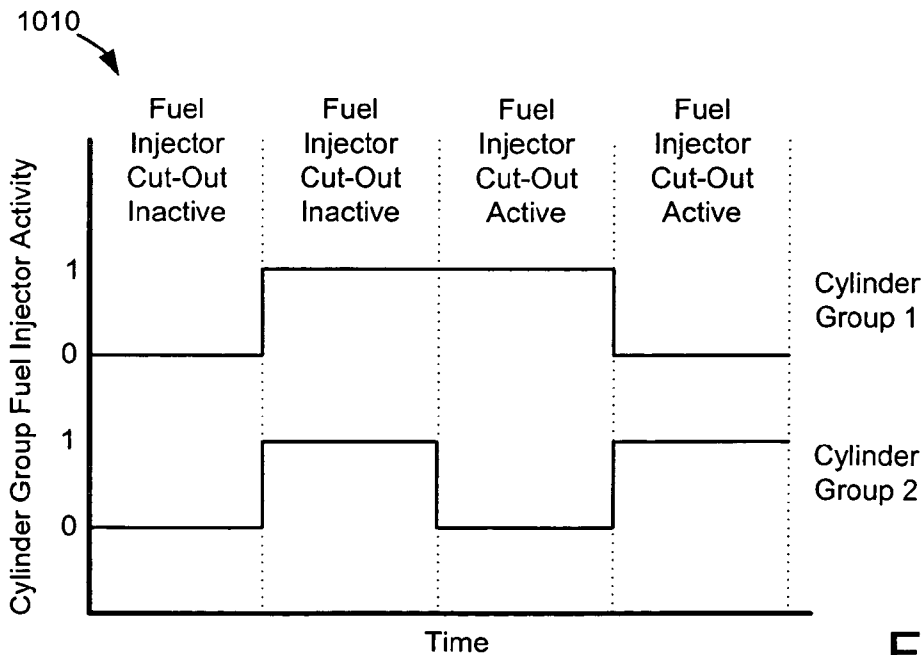 1010
Fuel Injector Cut-Out Inactive
Fuel Injector Cut-Out Inactive
Fuel Injector Cut-Out Active
Fuel Injector Cut-Out Active
Cylinder Group Fuel Injector Activity
1
0
Cylinder
Group 1
1
0
Cylinder
Group 2
Time